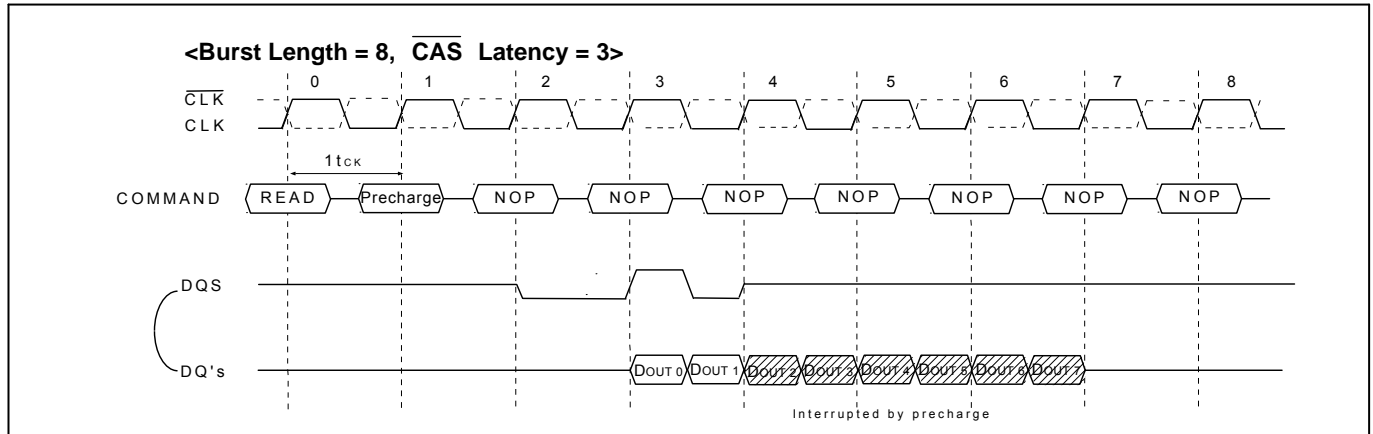 <Burst Length = 8, CAS Latency = 3>
0 1 2 3 4 5 6 7 8
CLK
CLK
1tCK
COMMAND READ Precharge NOP NOP NOP NOP NOP NOP NOP
DQS
DQ's DOUT 0 DOUT 1 DOUT 2 DOUT 3 DOUT 4 DOUT 5 DOUT 6 DOUT 7
Interrupted by precharge